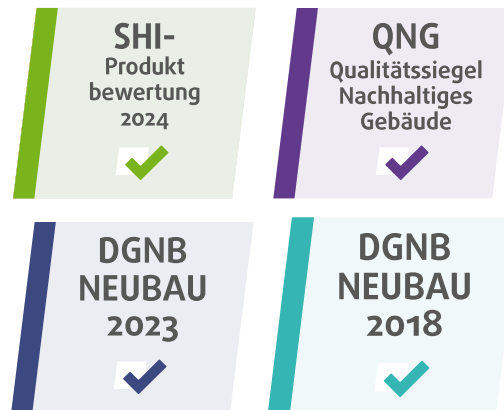 SHI-
Produkt
bewertung
2024
QNG
Qualitätssiegel
Nachhaltiges
Gebäude
DGNB
NEUBAU
2023
DGNB
NEUBAU
2018